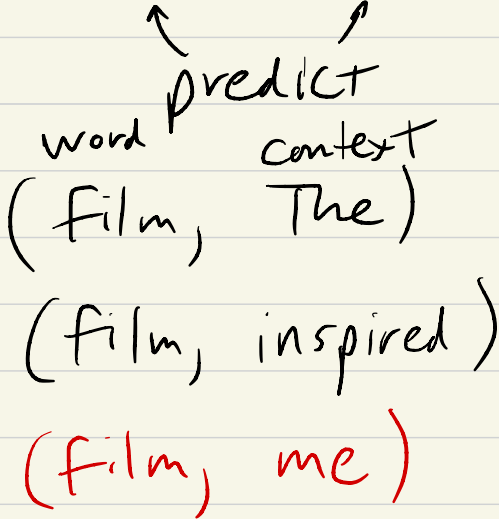 predict
word context
(film, The)
(film, inspired)
(film, me)